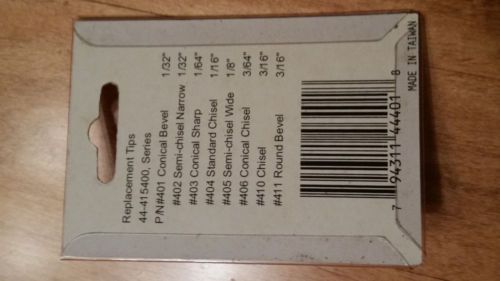 Replacement Tips
44-415400, Series
P/N#401 Conical Bevel 1/32"
#402 Semi-chisel Narrow 1/32"
#403 Conical Sharp 1/64"
#404 Standard Chisel 1/16"
#405 Semi-chisel Wide 1/8"
#406 Conical Chisel 3/64"
#410 Chisel 3/16"
#411 Round Bevel 3/16"
7 94311 44401 8
MADE IN TAIWAN